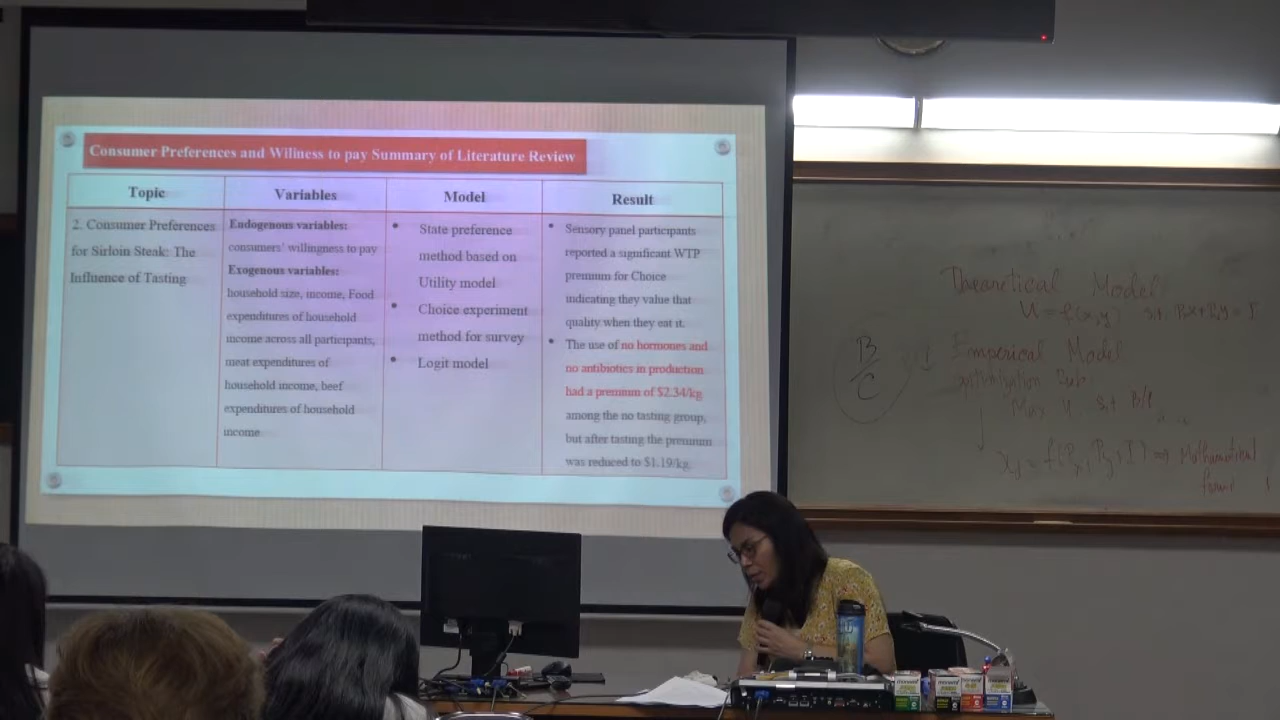 Consumer Preferences and Wiliness to pay Summary of Literature Review
Topic
Variables
Model
Result
2. Consumer Preferences
for Sirloin Steak: The
Influence of Tasting
Endogenous variables:
consumers' willingness to pay
Exogenous variables:
household size, income, Food
expenditures of household
income across all participants,
meat expenditures of
household income, beef
expenditures of household
income
• State preference
method based on
Utility model
• Choice experiment
method for survey
• Logit model
• Sensory panel participants
reported a significant WTP
premium for Choice
indicating they value that
quality when they eat it.
• The use of no hormones and
no antibiotics in production
had a premium of $2.34/kg
among the no tasting group,
but after tasting the premium
was reduced to $1.19/kg.
Theoretical Model
U = f(x,y) s.t.
B
C
Emperical Model
Max U s.t B/L
= f(Px, Py, I) ⇒ Mathematical
form